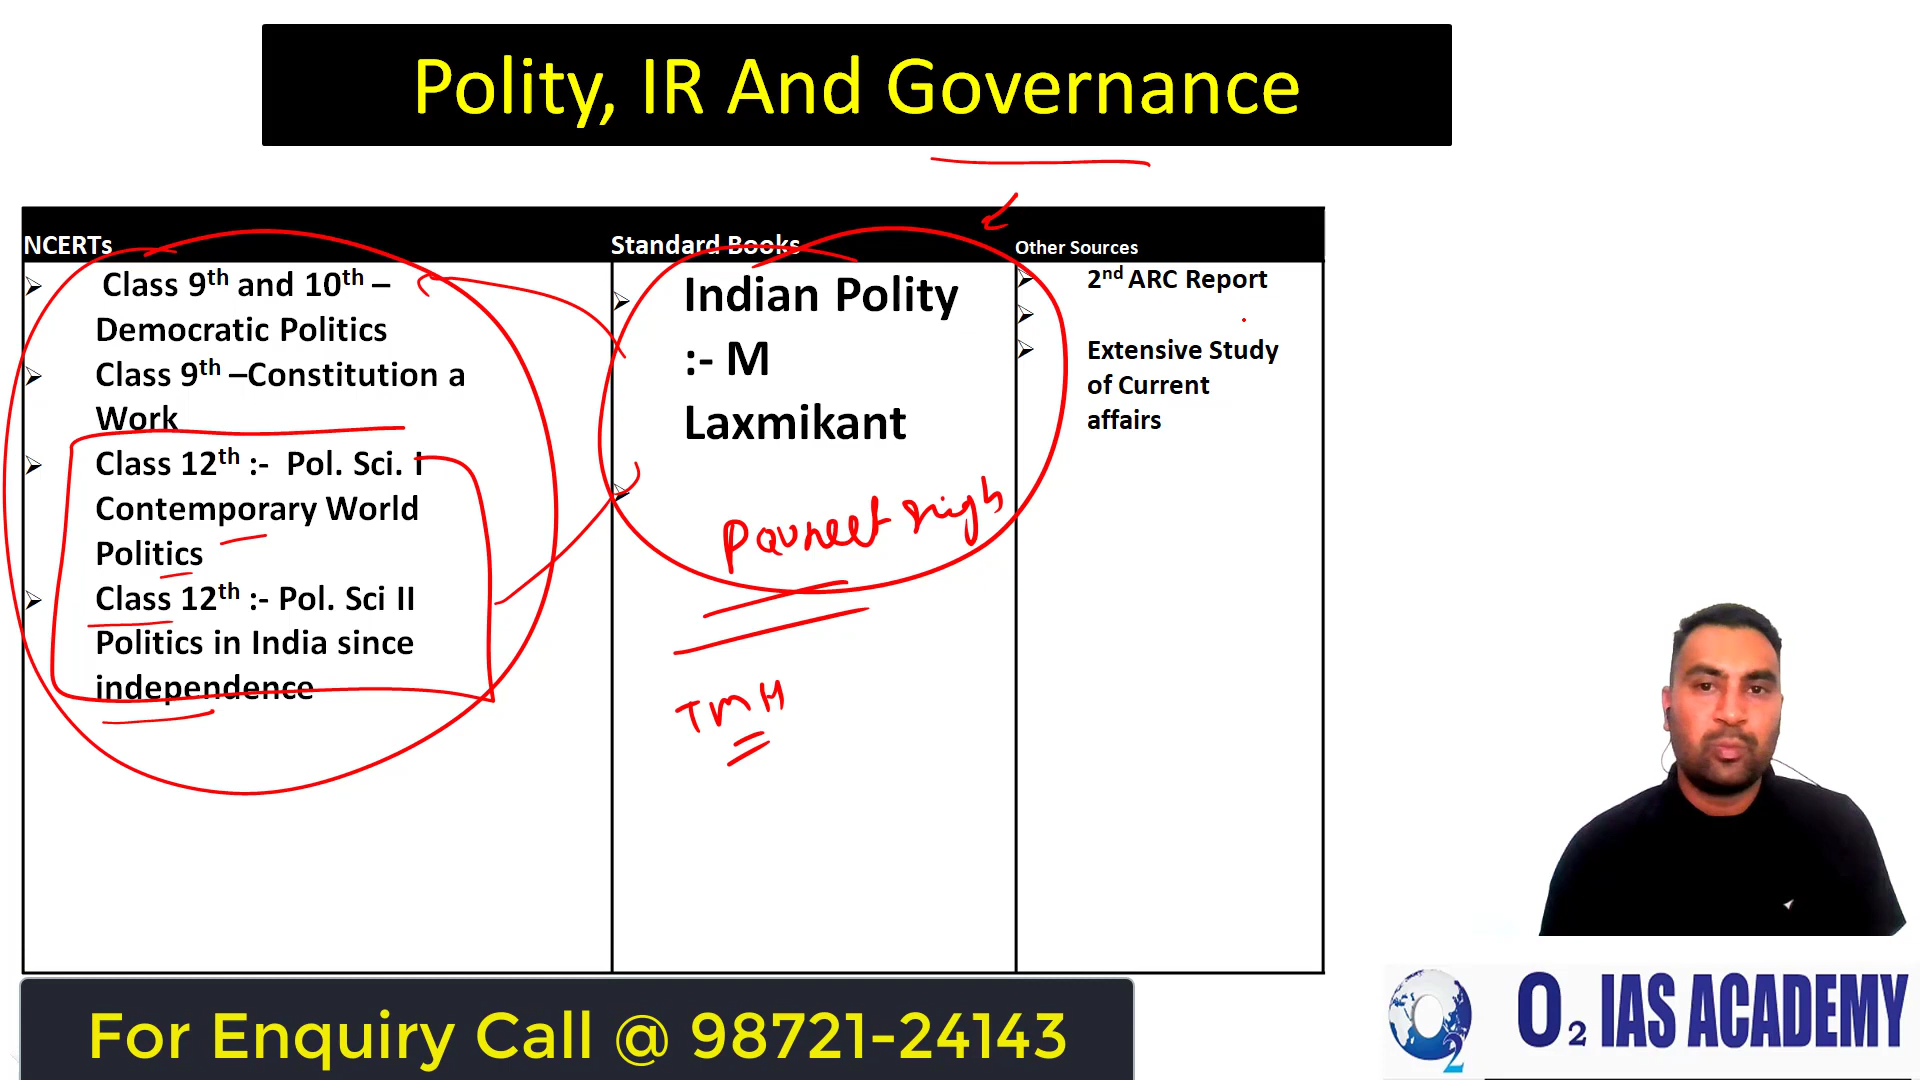 Polity, IR And Governance
NCERTs
Class 9th and 10th –
Democratic Politics
Class 9th –Constitution a
Work
Class 12th :- Pol. Sci. I
Contemporary World
Politics
Class 12th :- Pol. Sci II
Politics in India since
independence
Standard Books
Indian Polity
:- M
Laxmikant
Pavneet
TMH
Other Sources
2nd ARC Report
Extensive Study
of Current
affairs
For Enquiry Call @ 98721-24143
O2
O2 IAS ACADEMY